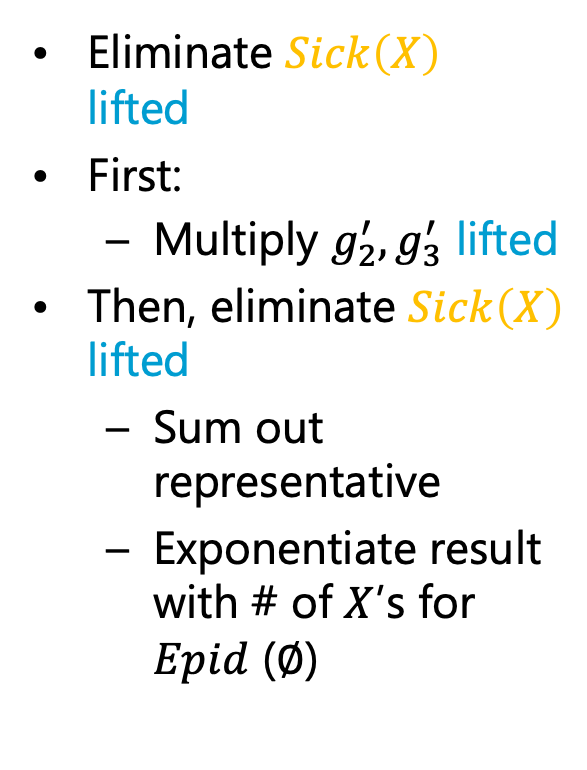 • Eliminate Sick(X)
lifted
• First:
– Multiply g′₂, g′₃ lifted
• Then, eliminate Sick(X)
lifted
– Sum out
representative
– Exponentiate result
with # of X's for
Epid (∅)